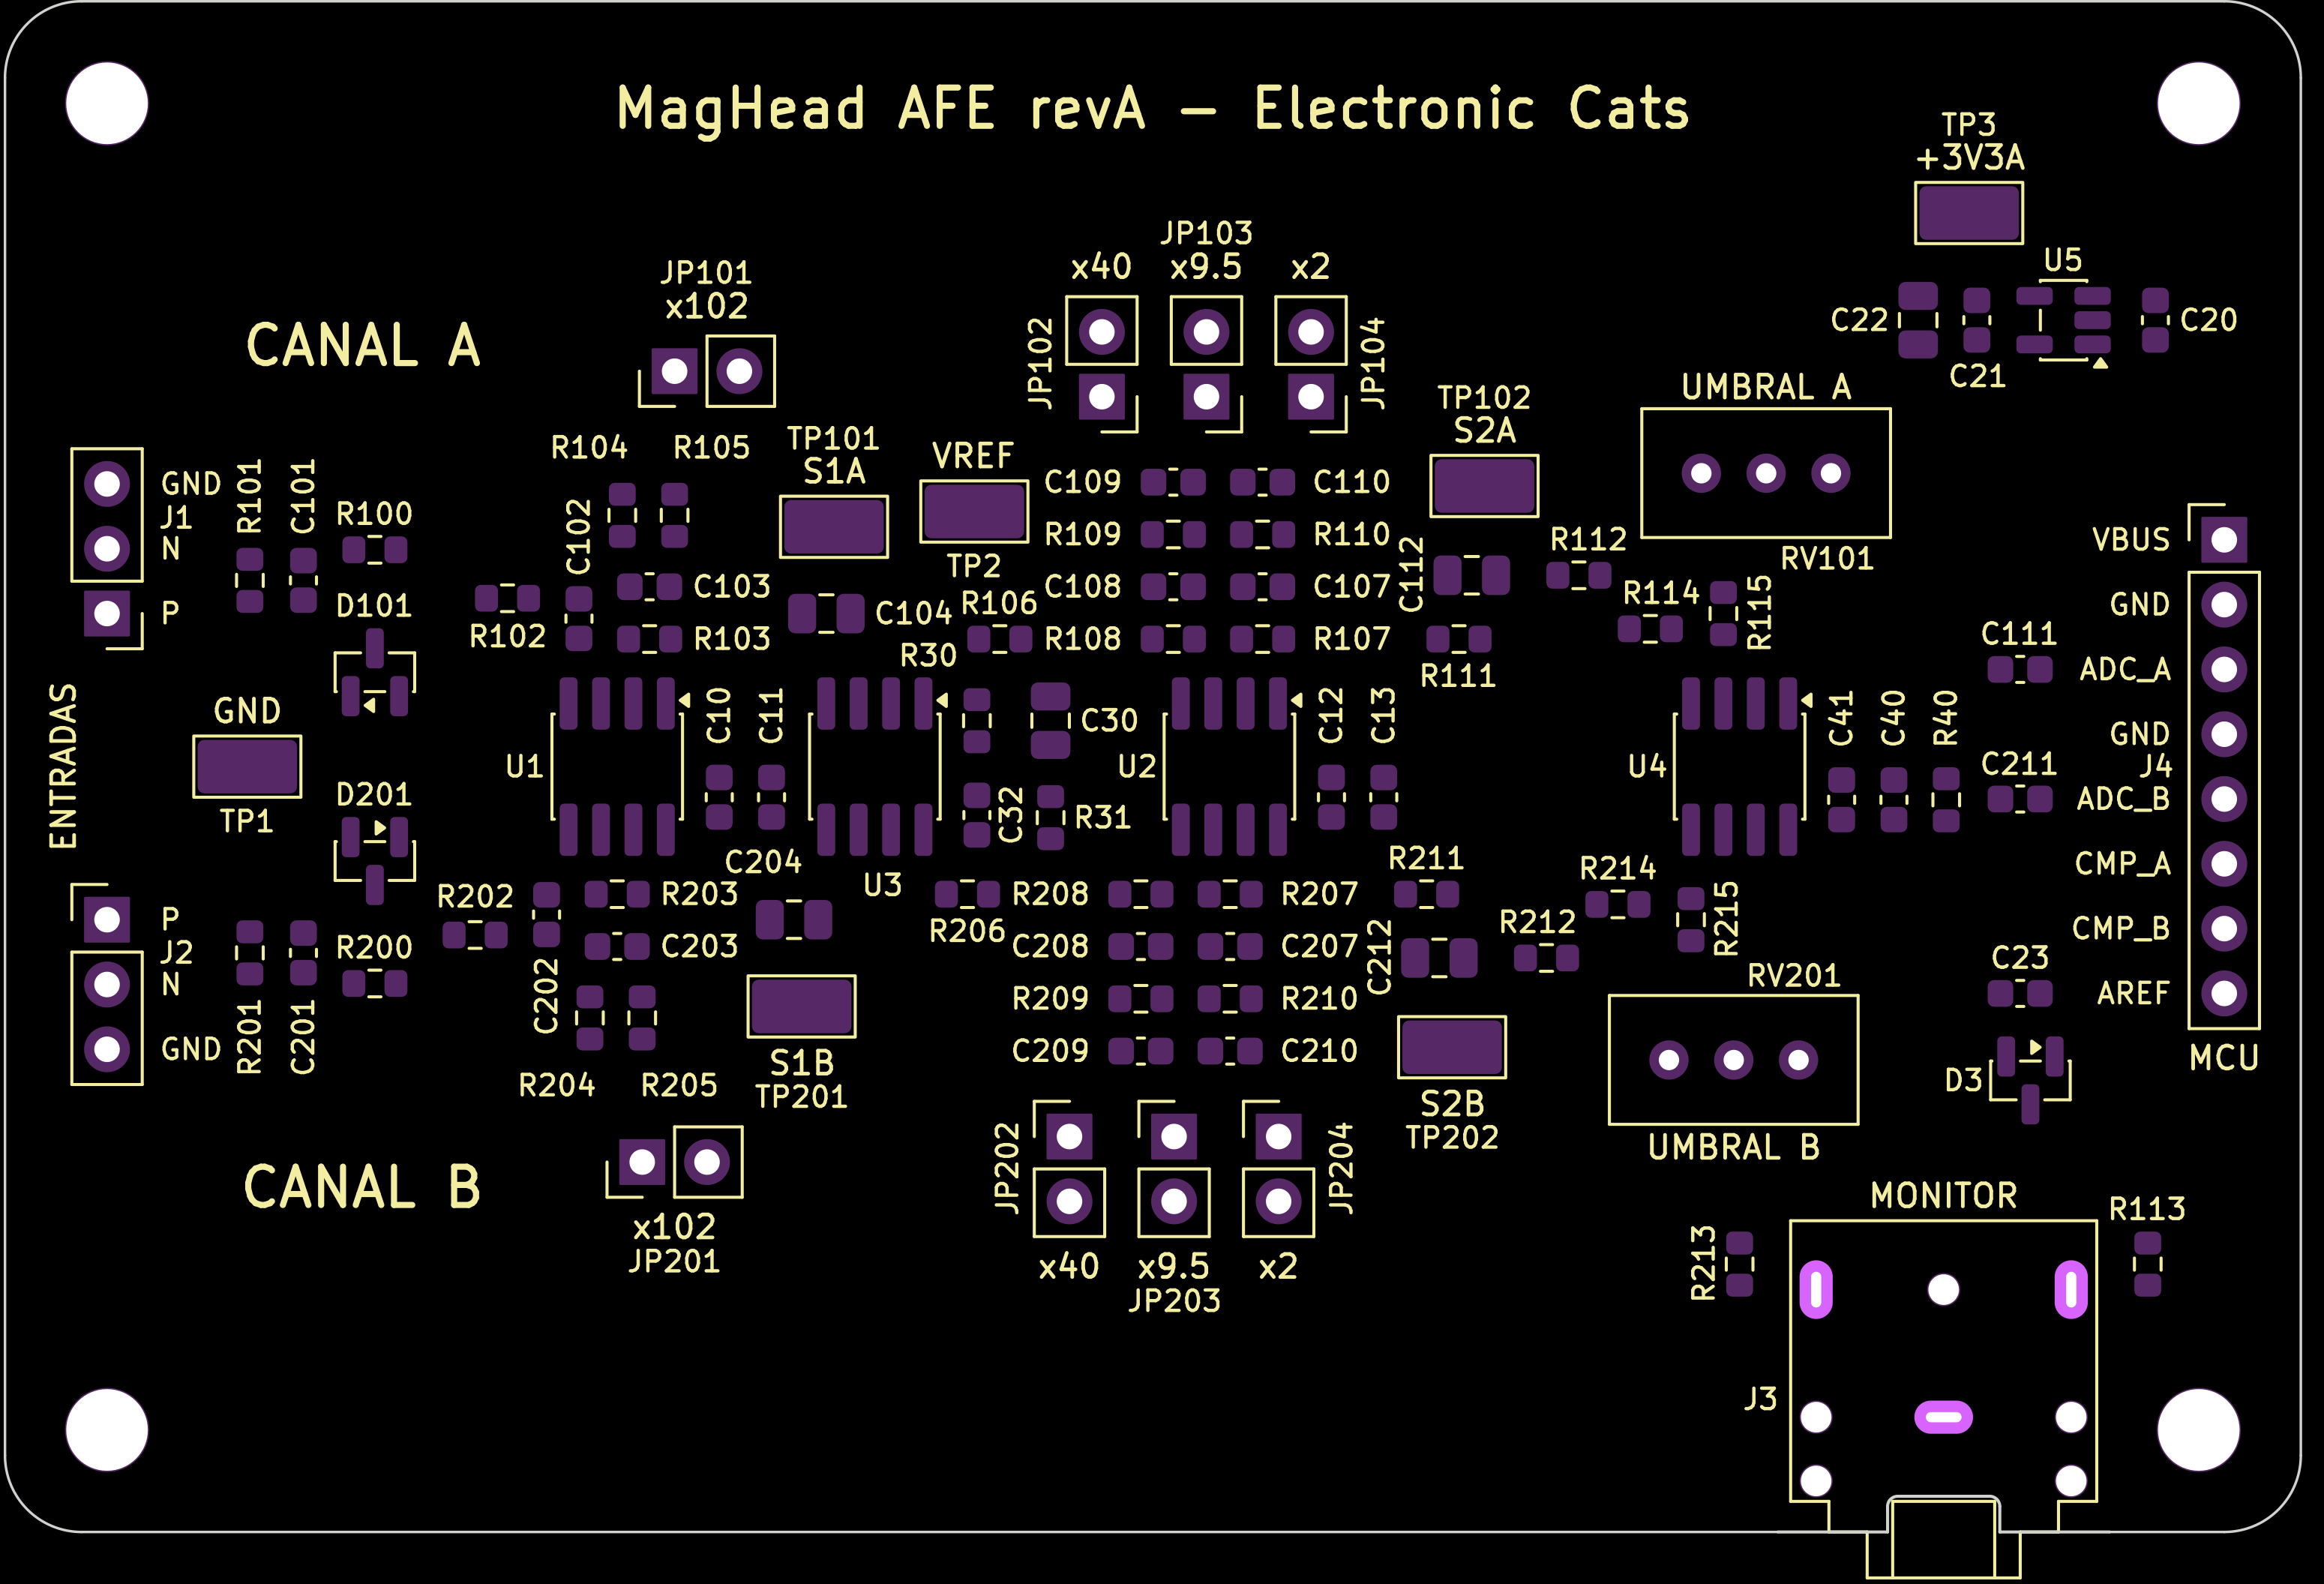 MagHead AFE revA – Electronic Cats
TP3
+3V3A
JP103
x40 x9.5 x2
U5
JP101
x102
C22
C20
CANAL A
JP102
JP104
C21
UMBRAL A
TP102
S2A
R104 R105
TP101
S1A
VREF
GND
J1
N
P
R101
C101
R100
C102
C109
C110
R109
R110
C112
R112
RV101
VBUS
TP2
D101
C103
C104
R106
C108
C107
R114
R115
GND
R102
R103
R108
R107
C111
R30
R111
ADC_A
ENTRADAS
GND
C10
C11
C30
C12
C13
C41
C40
R40
GND
U1
U2
U4
C211
J4
D201
TP1
C32
R31
ADC_B
C204
U3
R211
R214
CMP_A
R202
R203
R208
R207
P
J2
N
GND
R200
C203
R206
C208
C207
C212
R212
R215
CMP_B
C23
RV201
R201
C201
C202
R209
R210
AREF
C209
C210
S1B
TP201
MCU
R204 R205
D3
S2B
TP202
JP202
JP204
UMBRAL B
CANAL B
MONITOR
R113
x102
JP201
x40 x9.5 x2
JP203
R213
J3